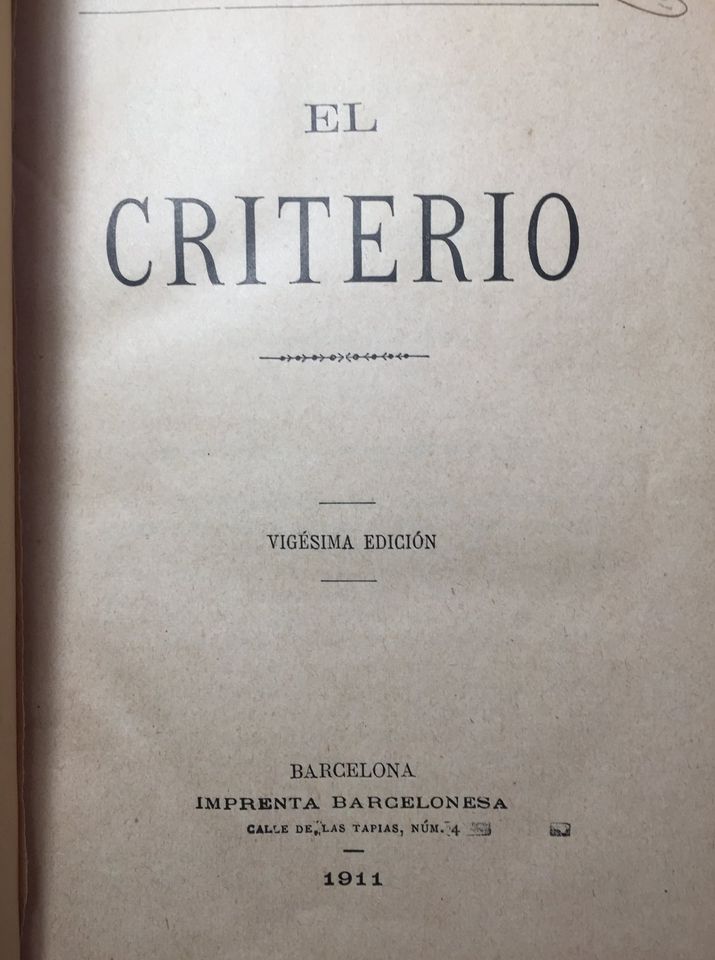 EL
CRITERIO
VIGÉSIMA EDICIÓN
BARCELONA
IMPRENTA BARCELONESA
CALLE DE LAS TAPIAS, NÚM. 4
1911